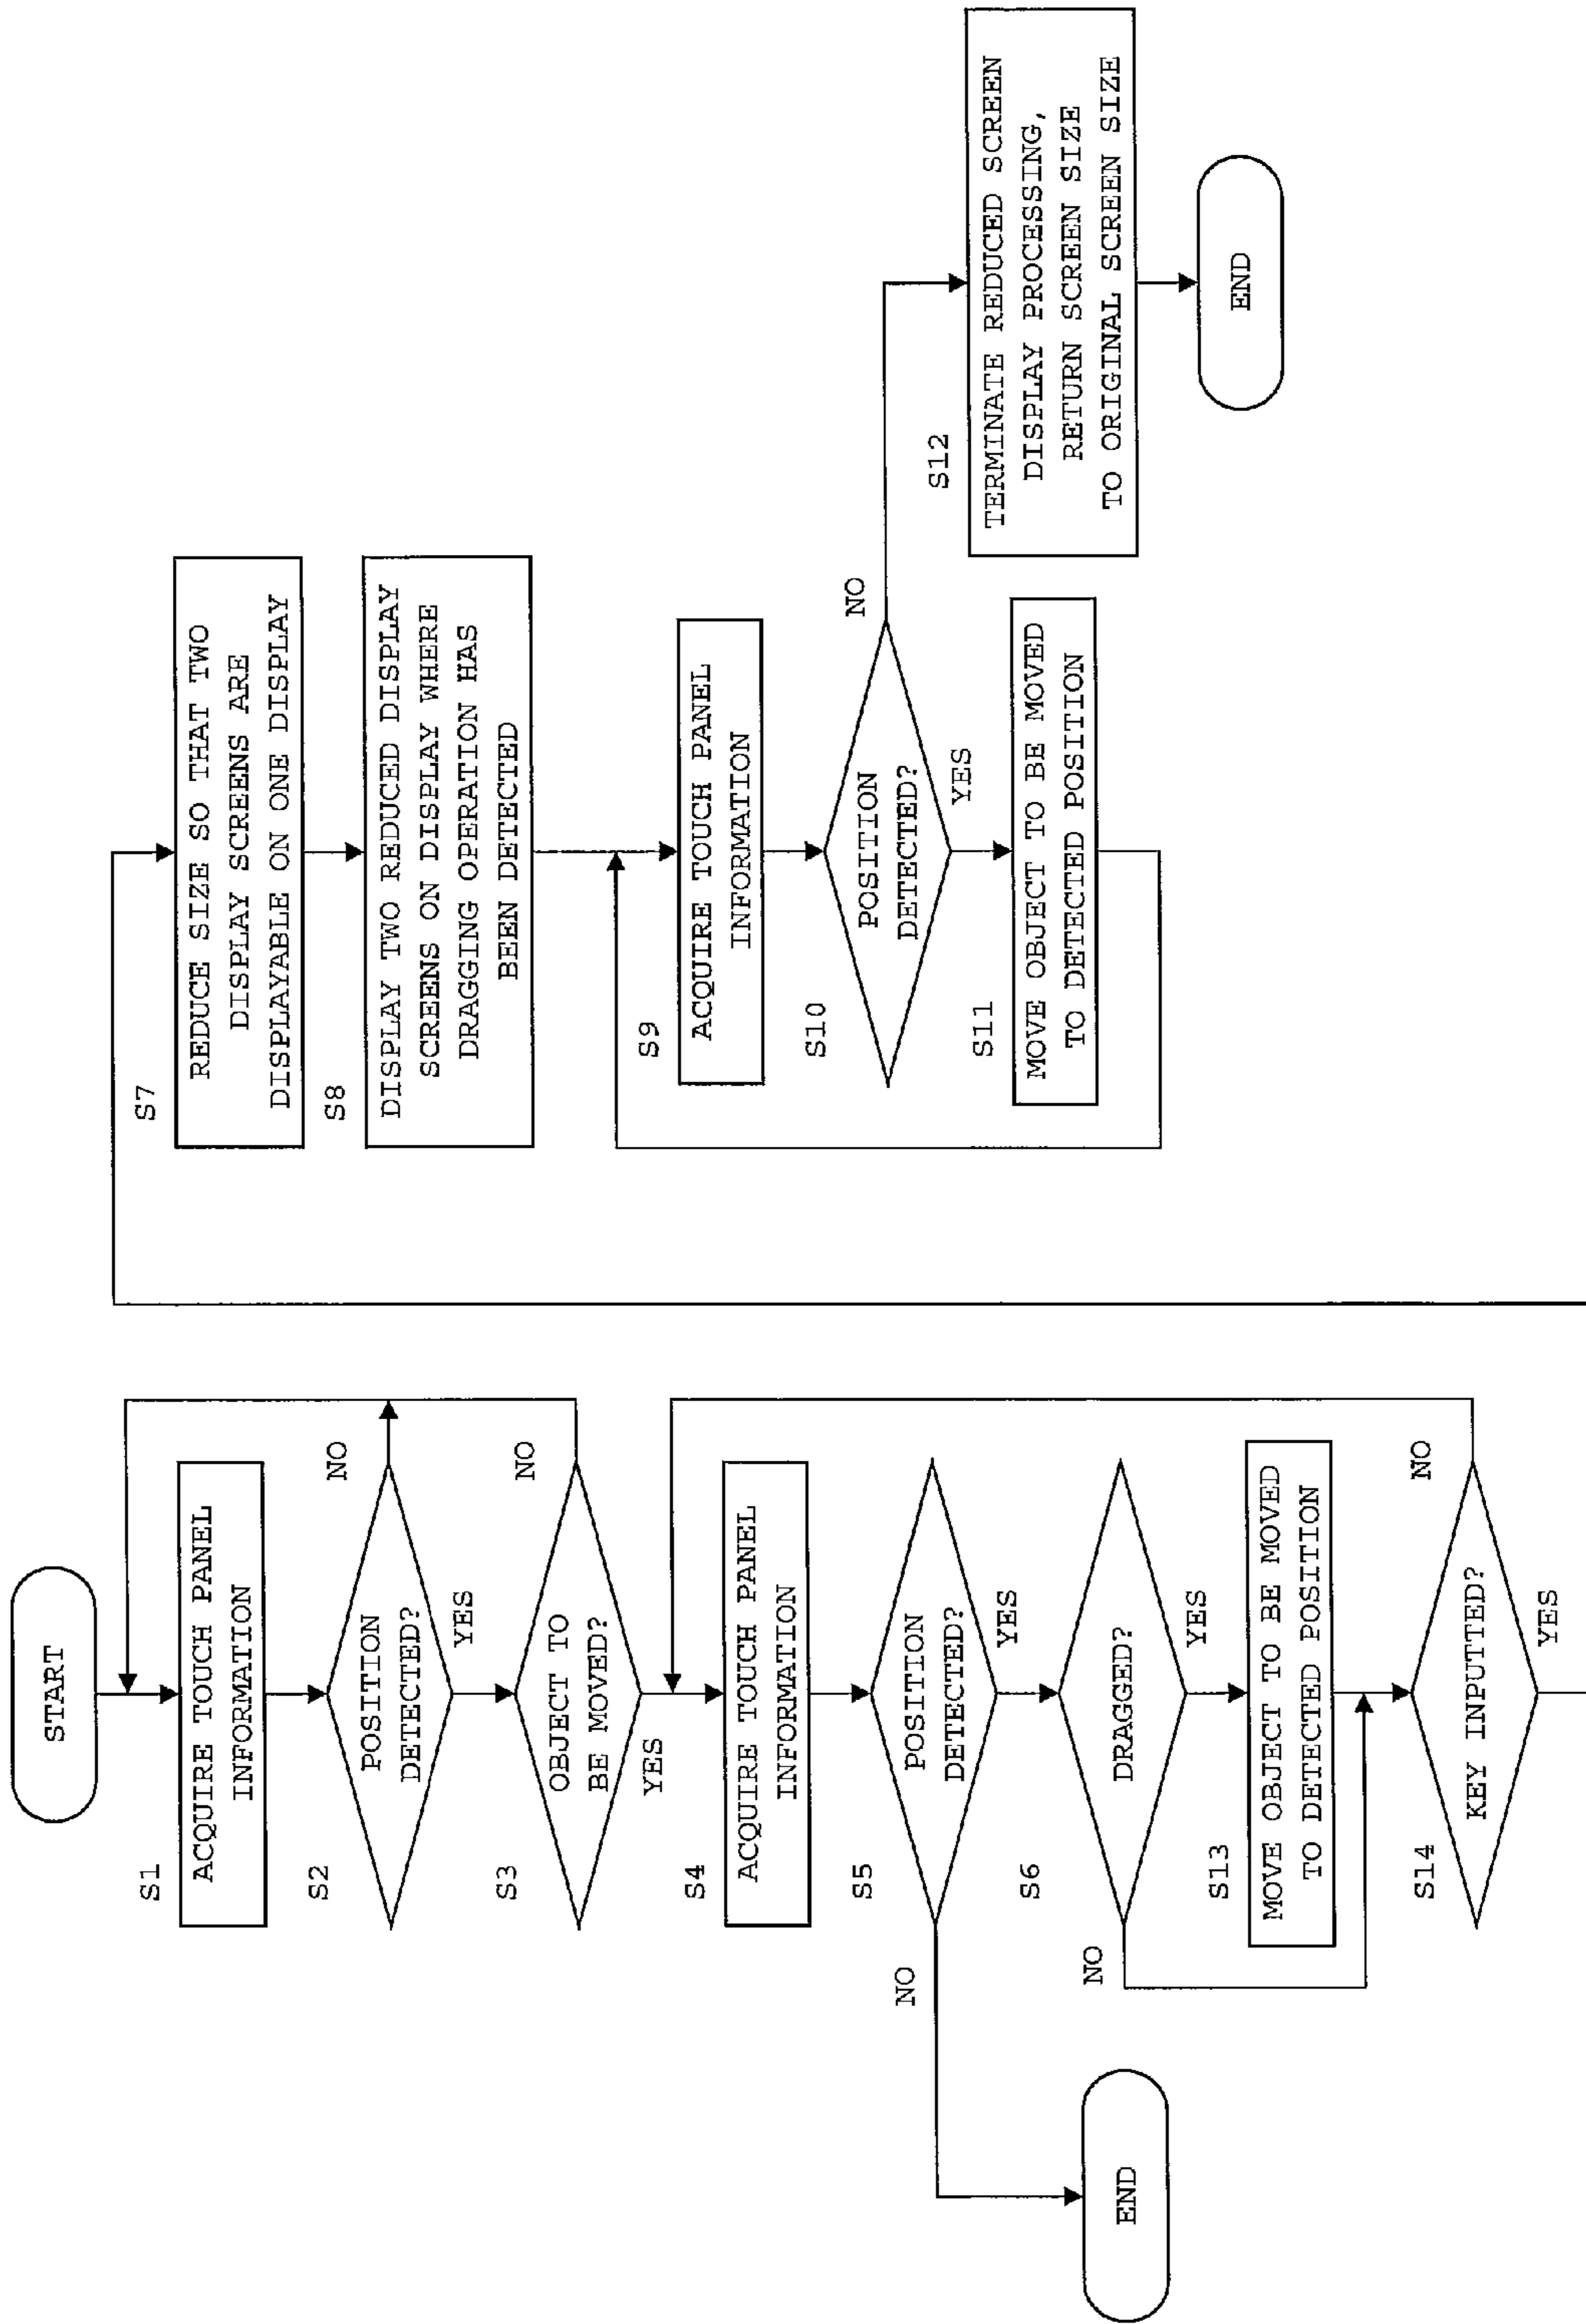 START
S1
ACQUIRE TOUCH PANEL
INFORMATION
S2
POSITION
DETECTED?
NO
YES
S3
OBJECT TO
BE MOVED?
NO
YES
S4
ACQUIRE TOUCH PANEL
INFORMATION
S5
POSITION
DETECTED?
NO
YES
S6
DRAGGED?
NO
YES
S13
MOVE OBJECT TO BE MOVED
TO DETECTED POSITION
S14
KEY INPUTTED?
NO
YES
END
S7
REDUCE SIZE SO THAT TWO
DISPLAY SCREENS ARE
DISPLAYABLE ON ONE DISPLAY
S8
DISPLAY TWO REDUCED DISPLAY
SCREENS ON DISPLAY WHERE
DRAGGING OPERATION HAS
BEEN DETECTED
S9
ACQUIRE TOUCH PANEL
INFORMATION
S10
POSITION
DETECTED?
NO
YES
S11
MOVE OBJECT TO BE MOVED
TO DETECTED POSITION
S12
TERMINATE REDUCED SCREEN
DISPLAY PROCESSING,
RETURN SCREEN SIZE
TO ORIGINAL SCREEN SIZE
END